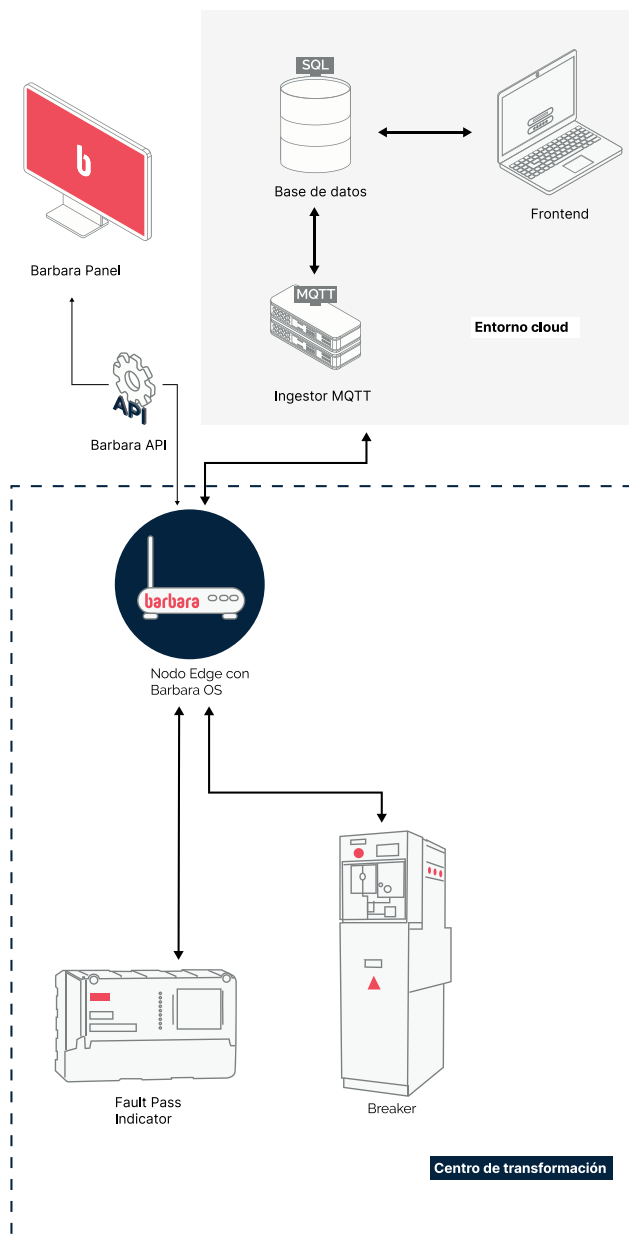 SQL
b
Base de datos
Frontend
Barbara Panel
MQTT
Entorno cloud
Ingestor MQTT
API
Barbara API
barbara
Nodo Edge con
Barbara OS
Fault Pass
Indicator
Breaker
Centro de transformación